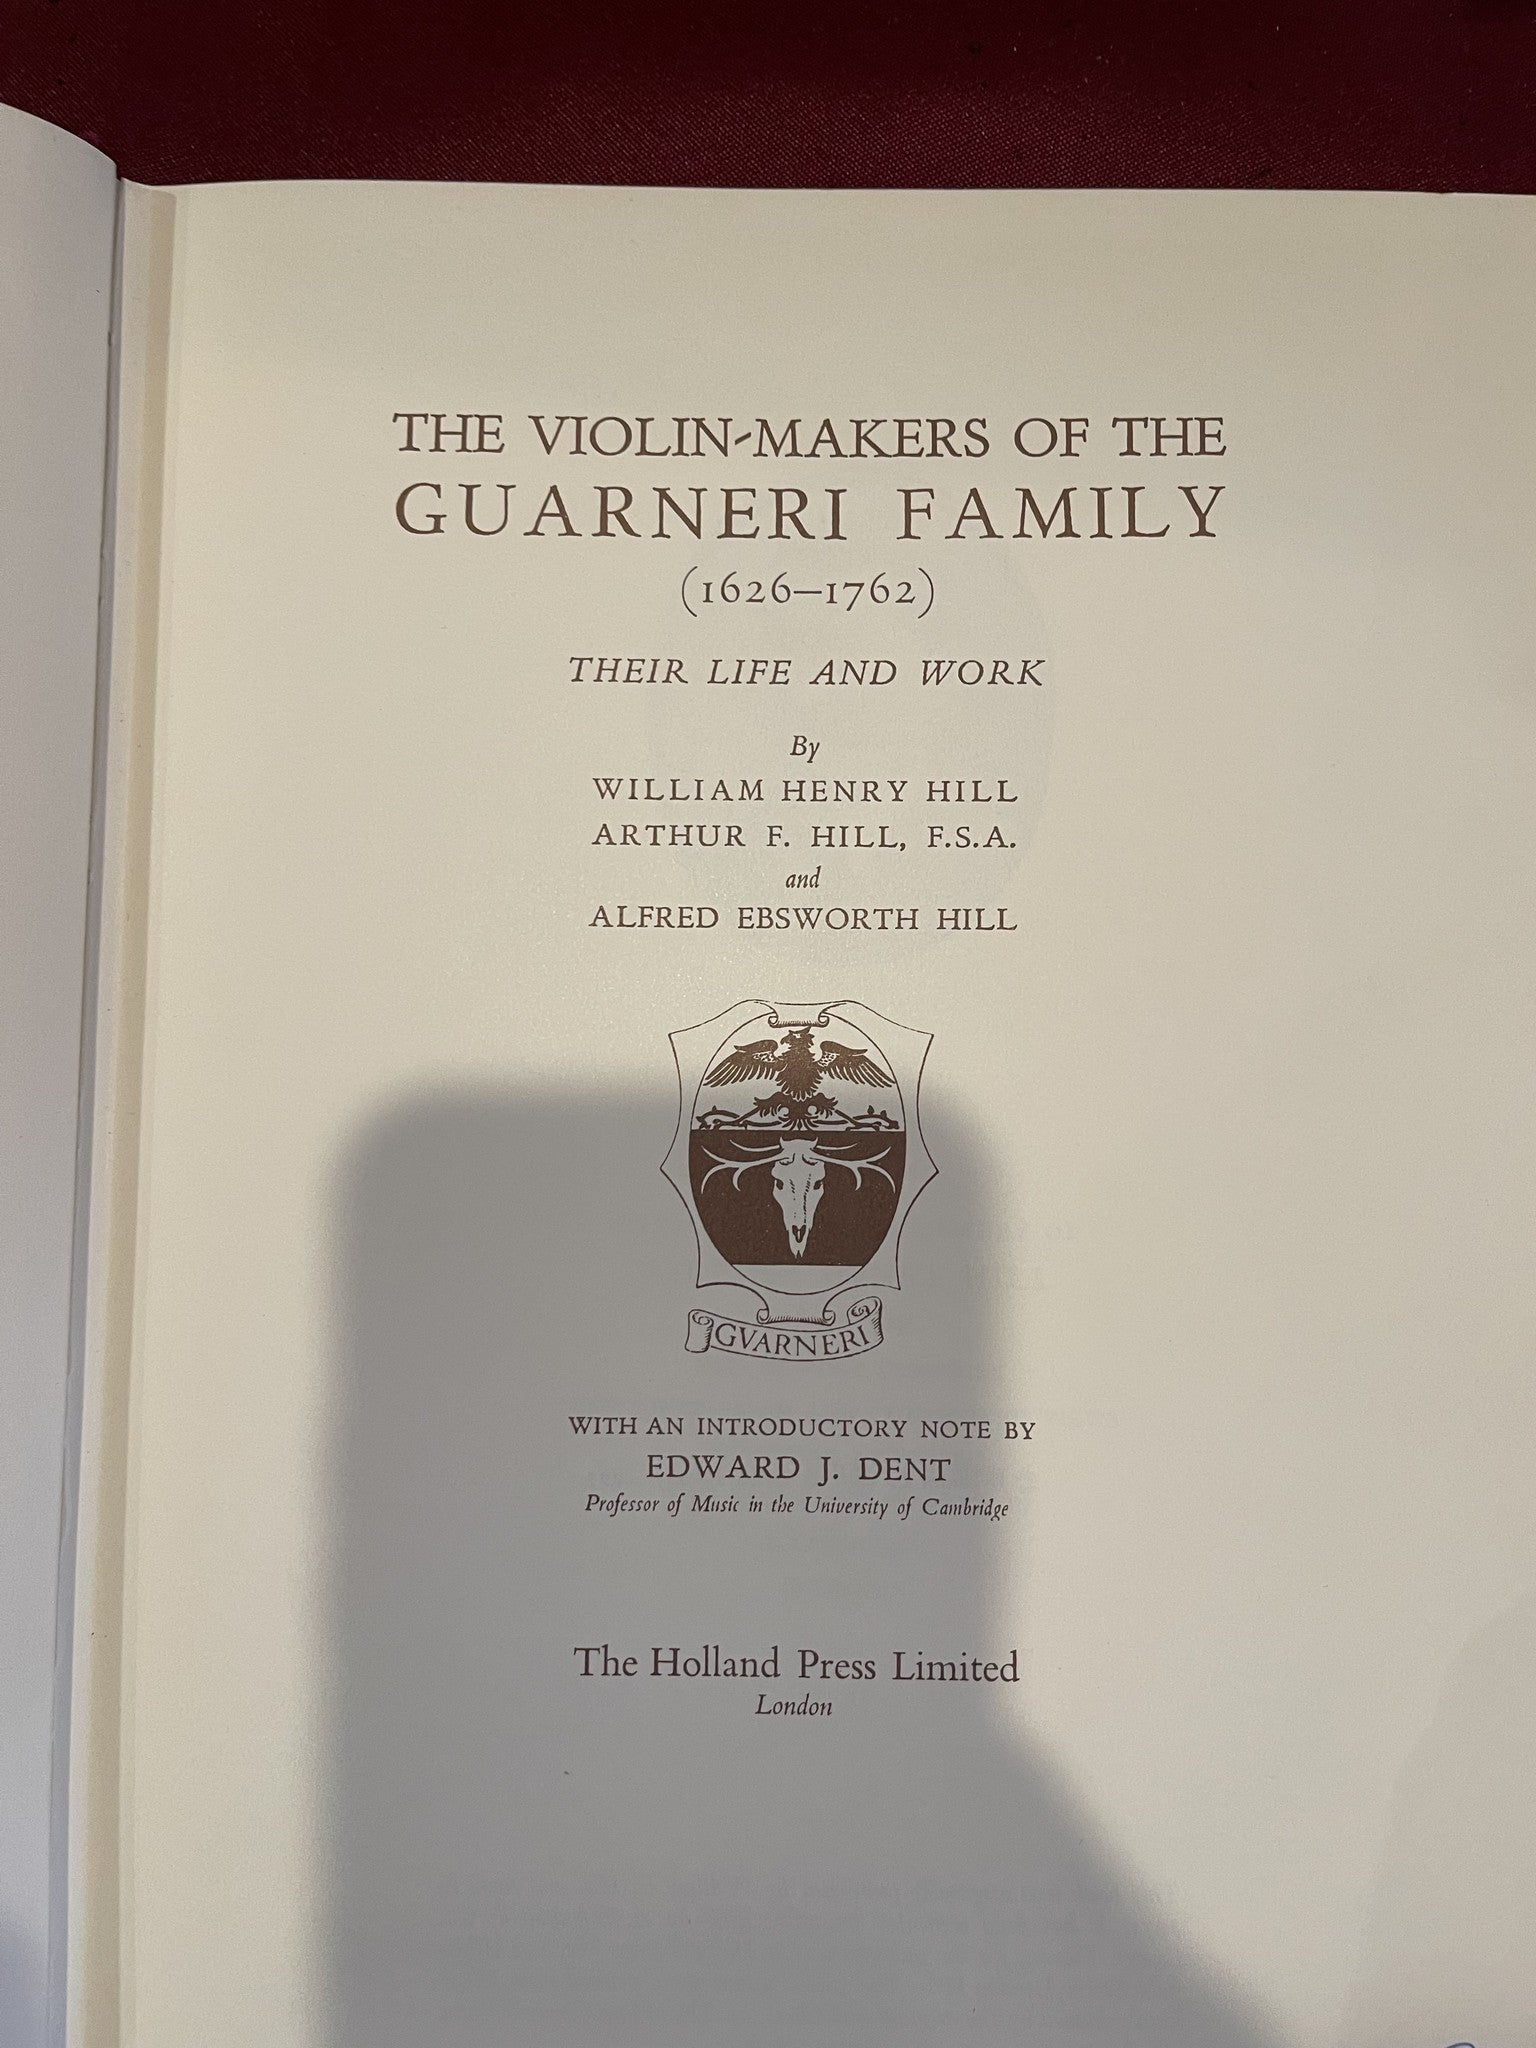 THE VIOLIN-MAKERS OF THE
GUARNERI FAMILY
(1626–1762)
THEIR LIFE AND WORK
By
WILLIAM HENRY HILL
ARTHUR F. HILL, F.S.A.
and
ALFRED EBSWORTH HILL
GVARNERI
WITH AN INTRODUCTORY NOTE BY
EDWARD J. DENT
Professor of Music in the University of Cambridge
The Holland Press Limited
London